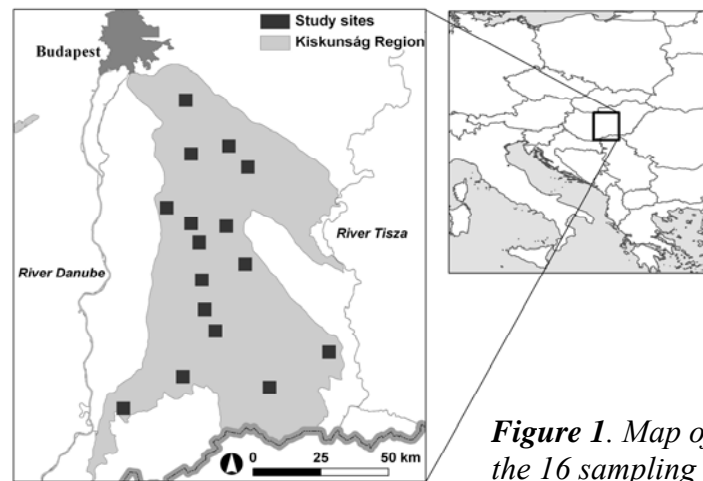 Study sites
Kiskunság Region
Budapest
River Tisza
River Danube
0 25 50 km
Figure 1. Map of
the 16 sampling